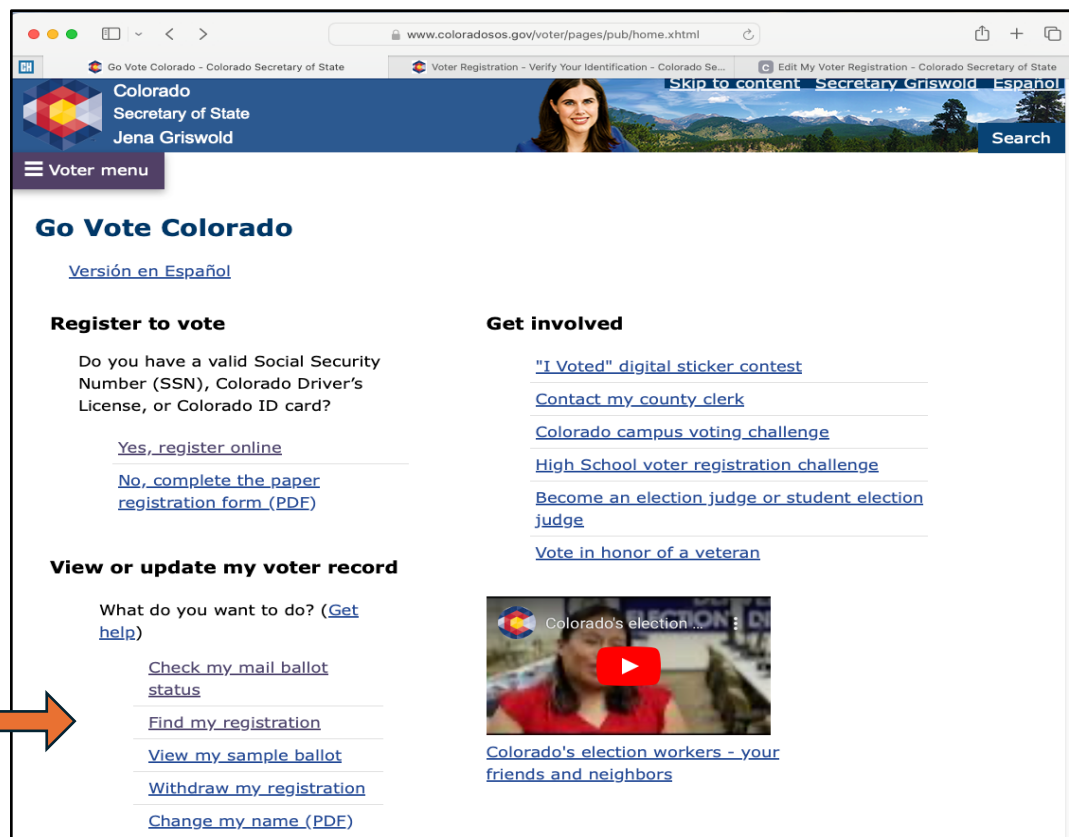 www.coloradosos.gov/voter/pages/pub/home.xhtml
CH
Go Vote Colorado - Colorado Secretary of State
Voter Registration - Verify Your Identification - Colorado Se...
C
Edit My Voter Registration - Colorado Secretary of State
Colorado
Secretary of State
Jena Griswold
Skip to content
Secretary Griswold
Español
Search
Voter menu
Go Vote Colorado
Versión en Español
Register to vote
Do you have a valid Social Security
Number (SSN), Colorado Driver’s
License, or Colorado ID card?
Yes, register online
No, complete the paper
registration form (PDF)
View or update my voter record
What do you want to do? (Get
help)
Check my mail ballot
status
Find my registration
View my sample ballot
Withdraw my registration
Change my name (PDF)
Get involved
"I Voted" digital sticker contest
Contact my county clerk
Colorado campus voting challenge
High School voter registration challenge
Become an election judge or student election
judge
Vote in honor of a veteran
Colorado's election ...
Colorado's election workers - your
friends and neighbors